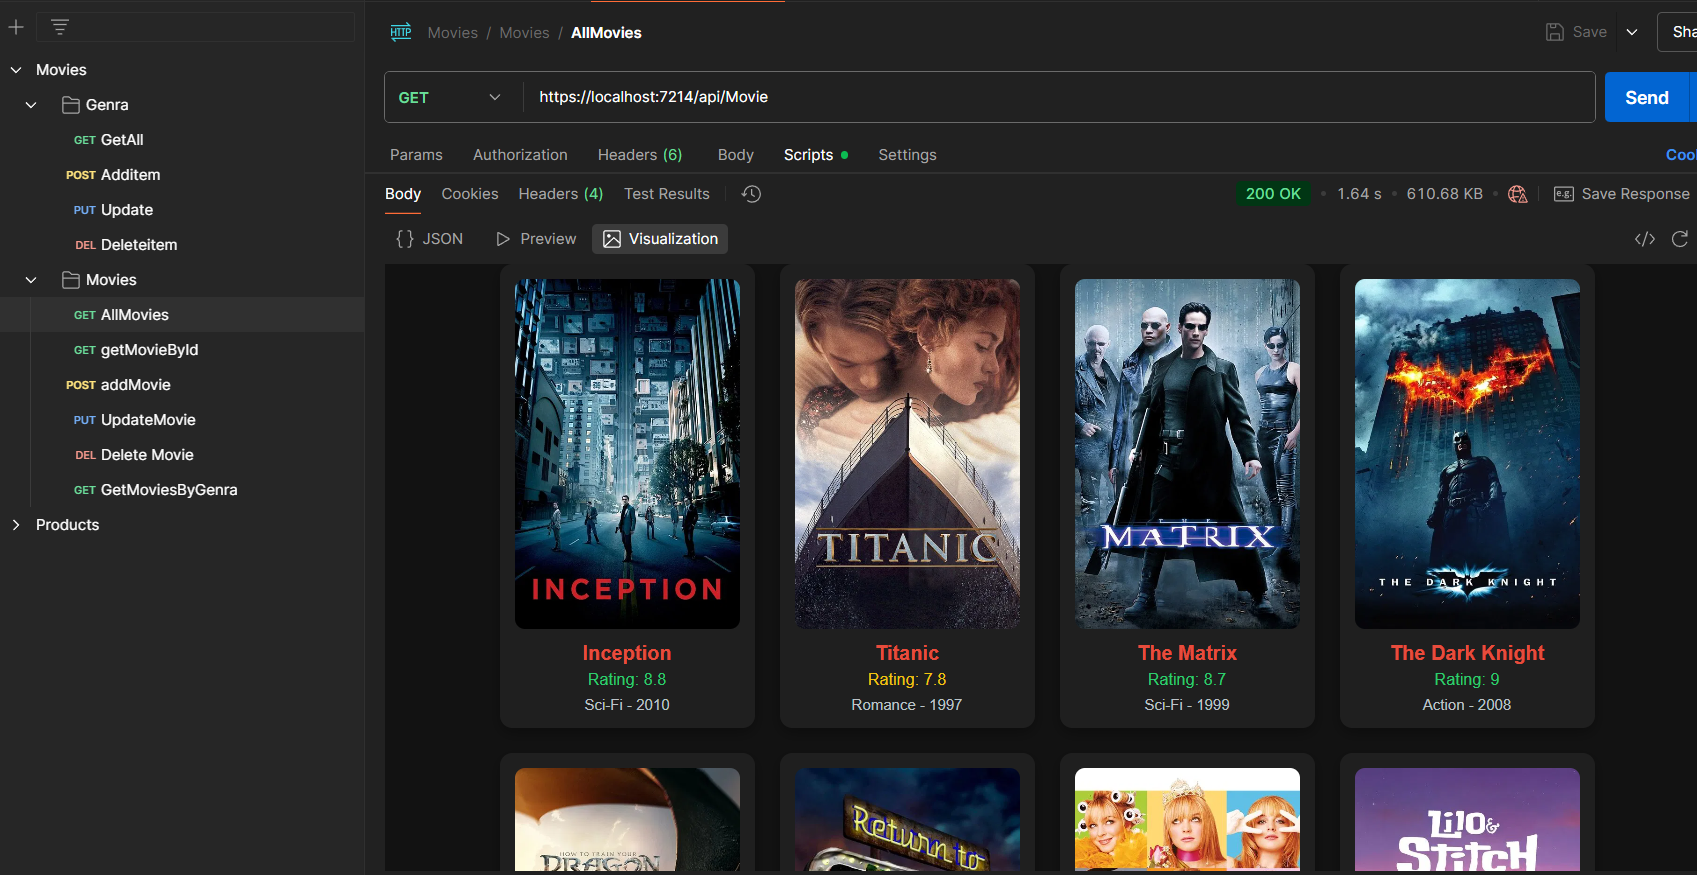 HTTP Movies / Movies / AllMovies
Save
Sha
Movies
Genra
GET GetAll
POST Additem
PUT Update
DEL Deleteitem
Movies
GET AllMovies
GET getMovieById
POST addMovie
PUT UpdateMovie
DEL Delete Movie
GET GetMoviesByGenra
Products
GET https://localhost:7214/api/Movie
Send
Params Authorization Headers (6) Body Scripts Settings
Cool
Body Cookies Headers (4) Test Results
200 OK • 1.64 s • 610.68 KB • e.g. Save Response
{} JSON Preview Visualization
</>
INCEPTION
Inception
Rating: 8.8
Sci-Fi - 2010
TITANIC
Titanic
Rating: 7.8
Romance - 1997
THE
MATRIX
The Matrix
Rating: 8.7
Sci-Fi - 1999
THE DARK KNIGHT
The Dark Knight
Rating: 9
Action - 2008
HOW TO TRAIN YOUR
DRAGON
Return to
Lilo &
Stitch